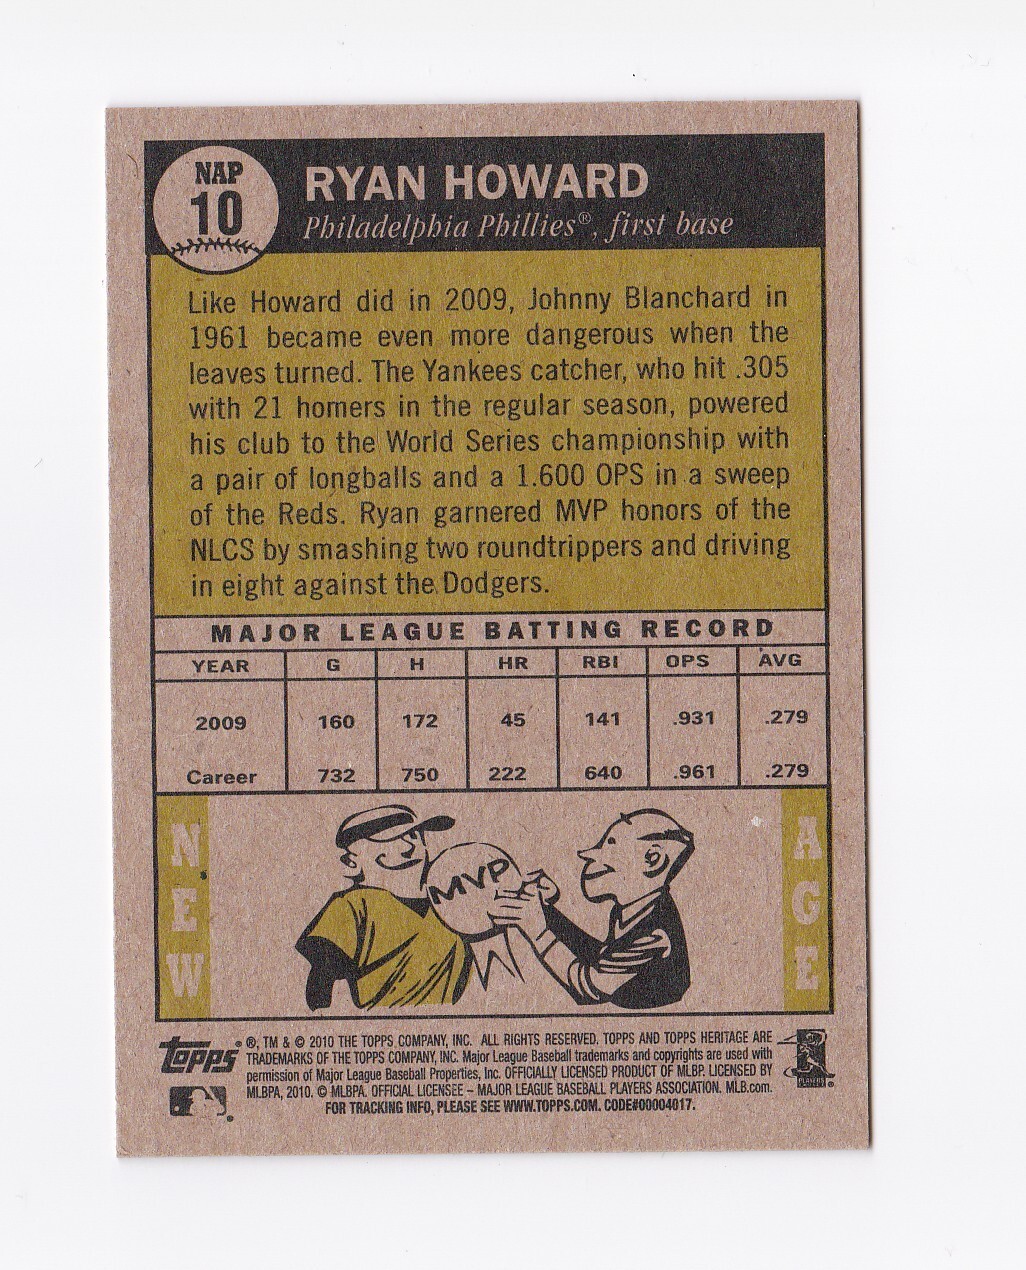 NAP
10
RYAN HOWARD
Philadelphia Phillies®, first base
Like Howard did in 2009, Johnny Blanchard in
1961 became even more dangerous when the
leaves turned. The Yankees catcher, who hit .305
with 21 homers in the regular season, powered
his club to the World Series championship with
a pair of longballs and a 1.600 OPS in a sweep
of the Reds. Ryan garnered MVP honors of the
NLCS by smashing two roundtrippers and driving
in eight against the Dodgers.
MAJOR LEAGUE BATTING RECORD
YEAR G H HR RBI OPS AVG
2009 160 172 45 141 .931 .279
Career 732 750 222 640 .961 .279
NEW
MVP
AGE
topps®
®, TM & © 2010 THE TOPPS COMPANY, INC. ALL RIGHTS RESERVED. TOPPS AND TOPPS HERITAGE ARE
TRADEMARKS OF THE TOPPS COMPANY, INC. Major League Baseball trademarks and copyrights are used with
permission of Major League Baseball Properties, Inc. OFFICIALLY LICENSED PRODUCT OF MLBP. LICENSED BY
MLBPA, 2010. © MLBPA. OFFICIAL LICENSEE – MAJOR LEAGUE BASEBALL PLAYERS ASSOCIATION. MLB.com.
FOR TRACKING INFO, PLEASE SEE WWW.TOPPS.COM. CODE#00004017.
PLAYERS